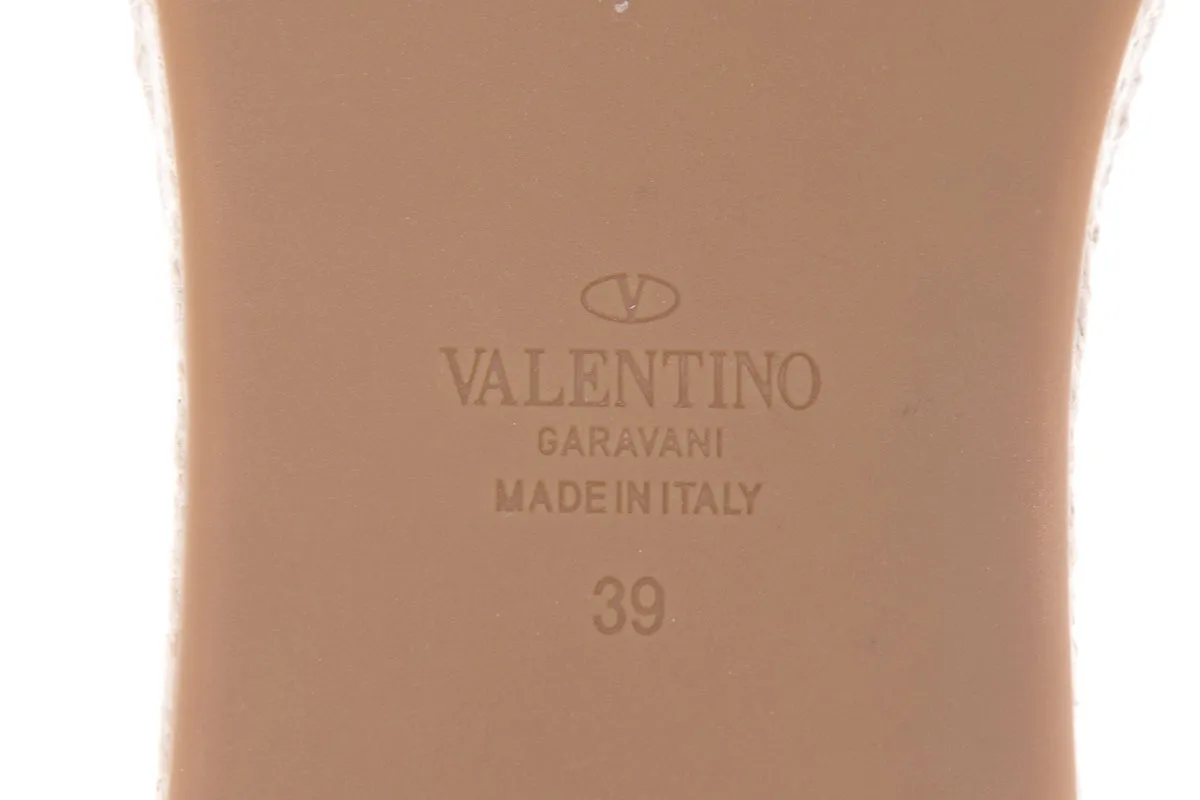 V
VALENTINO
GARAVANI
MADE IN ITALY
39